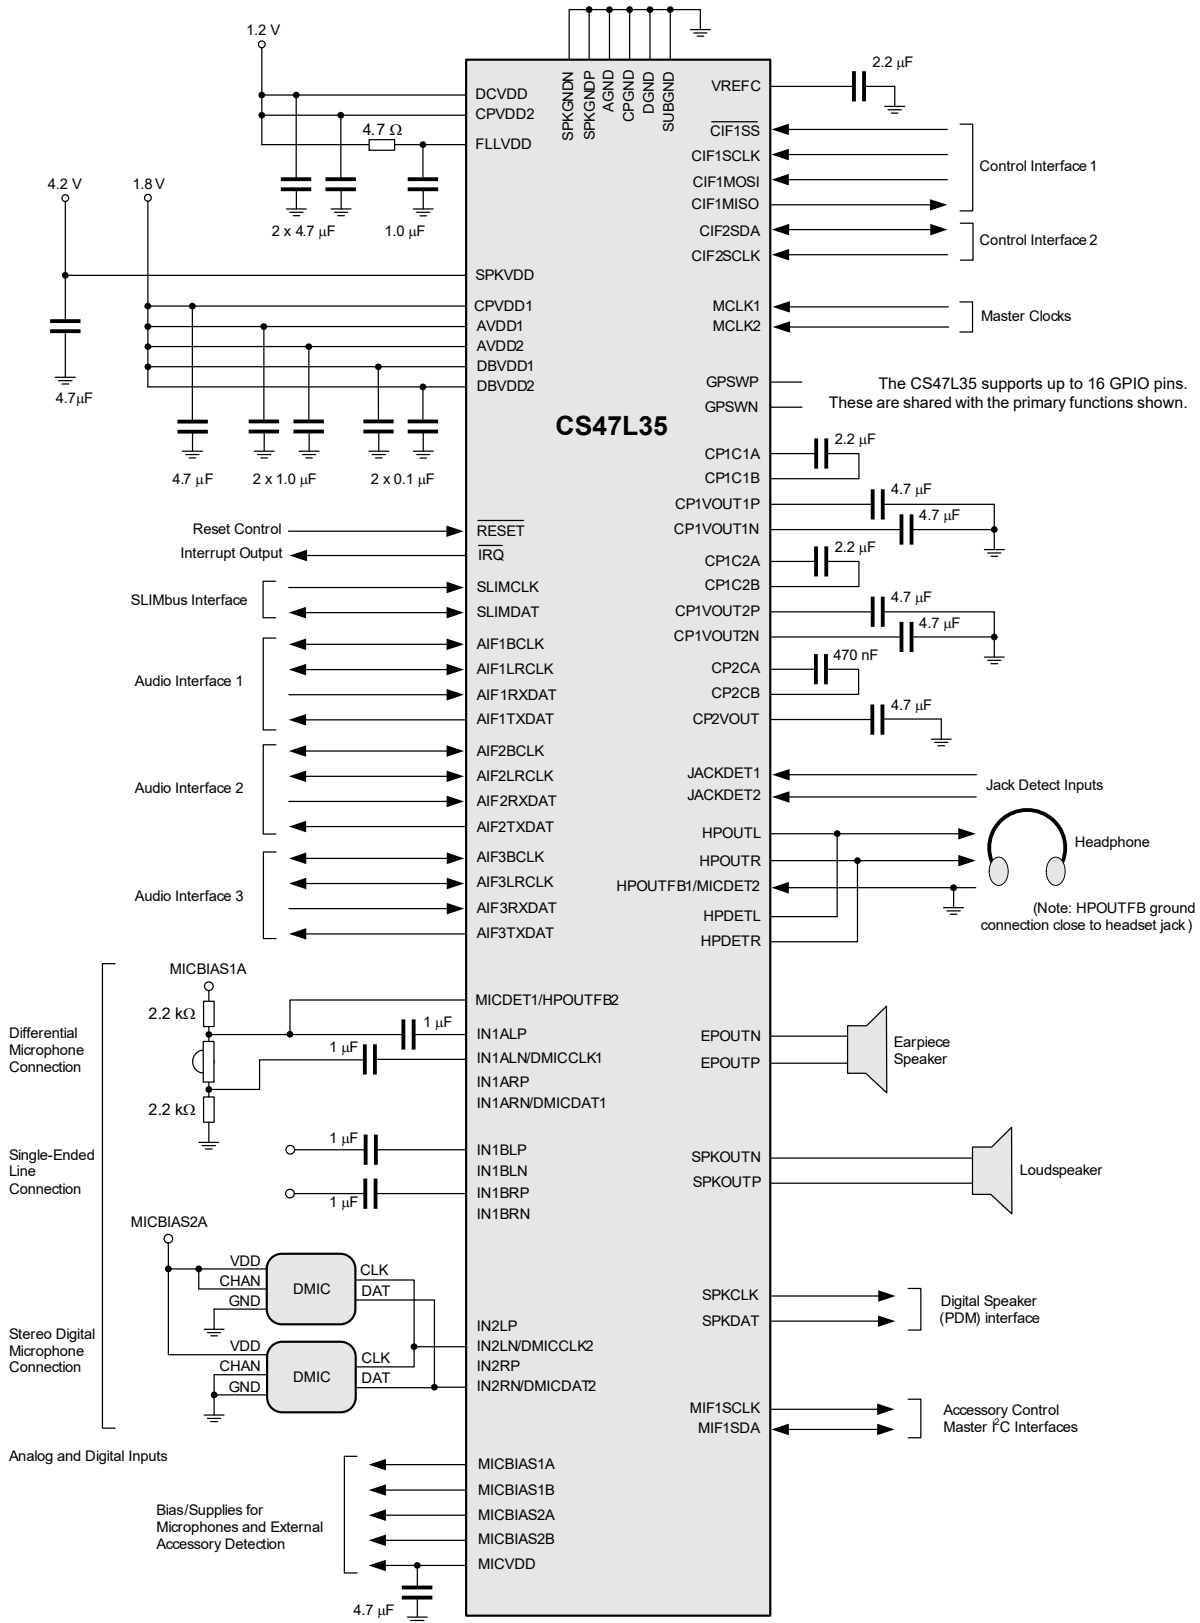 1.2 V
DCVDD
CPVDD2
4.7 Ω
FLLVDD
2 x 4.7 µF
1.0 µF
4.2 V
1.8 V
SPKVDD
4.7µF
CPVDD1
AVDD1
AVDD2
DBVDD1
DBVDD2
4.7 µF
2 x 1.0 µF
2 x 0.1 µF
SPKGNDN
SPKGNDP
AGND
CPGND
DGND
SUBGND
CS47L35
Reset Control
RESET
Interrupt Output
IRQ
SLIMbus Interface
SLIMCLK
SLIMDAT
Audio Interface 1
AIF1BCLK
AIF1LRCLK
AIF1RXDAT
AIF1TXDAT
Audio Interface 2
AIF2BCLK
AIF2LRCLK
AIF2RXDAT
AIF2TXDAT
Audio Interface 3
AIF3BCLK
AIF3LRCLK
AIF3RXDAT
AIF3TXDAT
MICBIAS1A
2.2 kΩ
MICDET1/HPOUTFB2
Differential
Microphone
Connection
1 µF
IN1ALP
1 µF
IN1ALN/DMICCLK1
IN1ARP
2.2 kΩ
IN1ARN/DMICDAT1
Single-Ended
Line
Connection
1 µF
IN1BLP
IN1BLN
1 µF
IN1BRP
IN1BRN
MICBIAS2A
VDD
CHAN
GND
DMIC
CLK
DAT
Stereo Digital
Microphone
Connection
VDD
CHAN
GND
DMIC
CLK
DAT
IN2LP
IN2LN/DMICCLK2
IN2RP
IN2RN/DMICDAT2
Analog and Digital Inputs
Bias/Supplies for
Microphones and External
Accessory Detection
MICBIAS1A
MICBIAS1B
MICBIAS2A
MICBIAS2B
MICVDD
4.7 µF
VREFC
2.2 µF
CIF1SS
CIF1SCLK
CIF1MOSI
CIF1MISO
Control Interface 1
CIF2SDA
CIF2SCLK
Control Interface 2
MCLK1
MCLK2
Master Clocks
GPSWP
GPSWN
The CS47L35 supports up to 16 GPIO pins.
These are shared with the primary functions shown.
CP1C1A
2.2 µF
CP1C1B
CP1VOUT1P
4.7 µF
CP1VOUT1N
4.7 µF
CP1C2A
2.2 µF
CP1C2B
CP1VOUT2P
4.7 µF
CP1VOUT2N
4.7 µF
CP2CA
470 nF
CP2CB
CP2VOUT
4.7 µF
JACKDET1
JACKDET2
Jack Detect Inputs
HPOUTL
HPOUTR
Headphone
HPOUTFB1/MICDET2
HPDETL
HPDETR
(Note: HPOUTFB ground
connection close to headset jack)
EPOUTN
EPOUTP
Earpiece
Speaker
SPKOUTN
SPKOUTP
Loudspeaker
SPKCLK
SPKDAT
Digital Speaker
(PDM) interface
MIF1SCLK
MIF1SDA
Accessory Control
Master I²C Interfaces